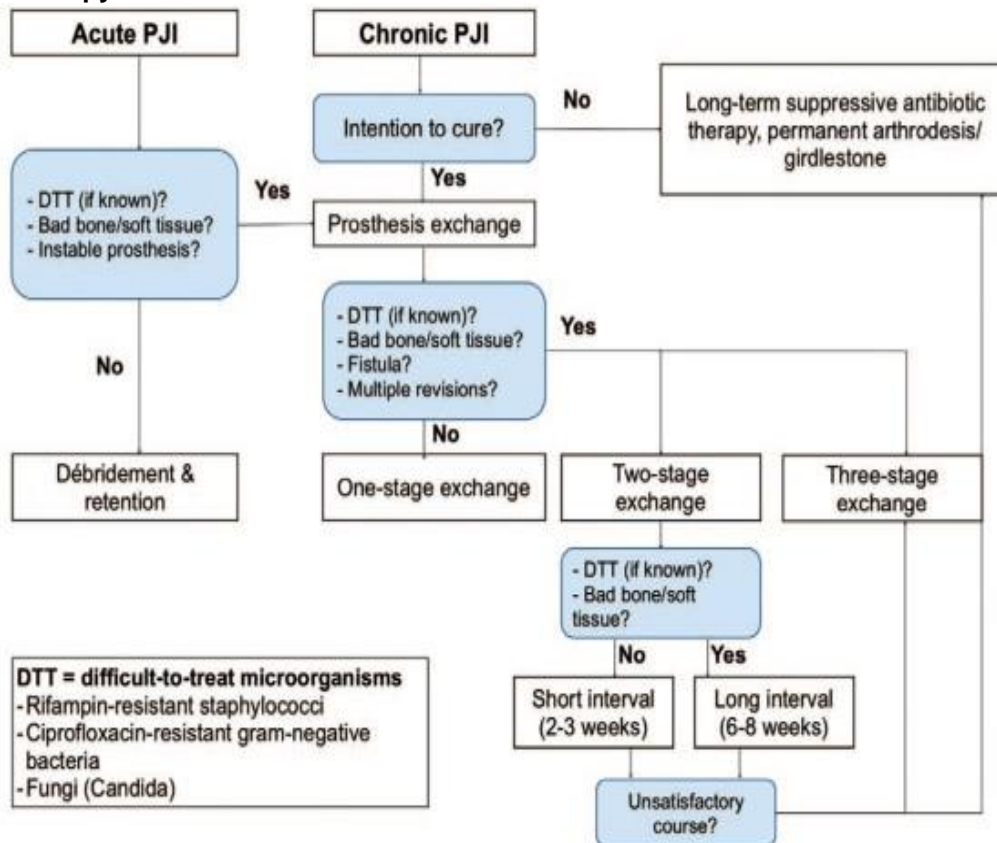 Acute PJI
Chronic PJI
Intention to cure?
No
Long-term suppressive antibiotic
therapy, permanent arthrodesis/
girdlestone
Yes
- DTT (if known)?
- Bad bone/soft tissue?
- Instable prosthesis?
Yes
Prosthesis exchange
- DTT (if known)?
- Bad bone/soft tissue?
- Fistula?
- Multiple revisions?
Yes
No
No
Débridement &
retention
One-stage exchange
Two-stage
exchange
Three-stage
exchange
- DTT (if known)?
- Bad bone/soft
tissue?
No
Yes
Short interval
(2-3 weeks)
Long interval
(6-8 weeks)
Unsatisfactory
course?
DTT = difficult-to-treat microorganisms
- Rifampin-resistant staphylococci
- Ciprofloxacin-resistant gram-negative
bacteria
- Fungi (Candida)